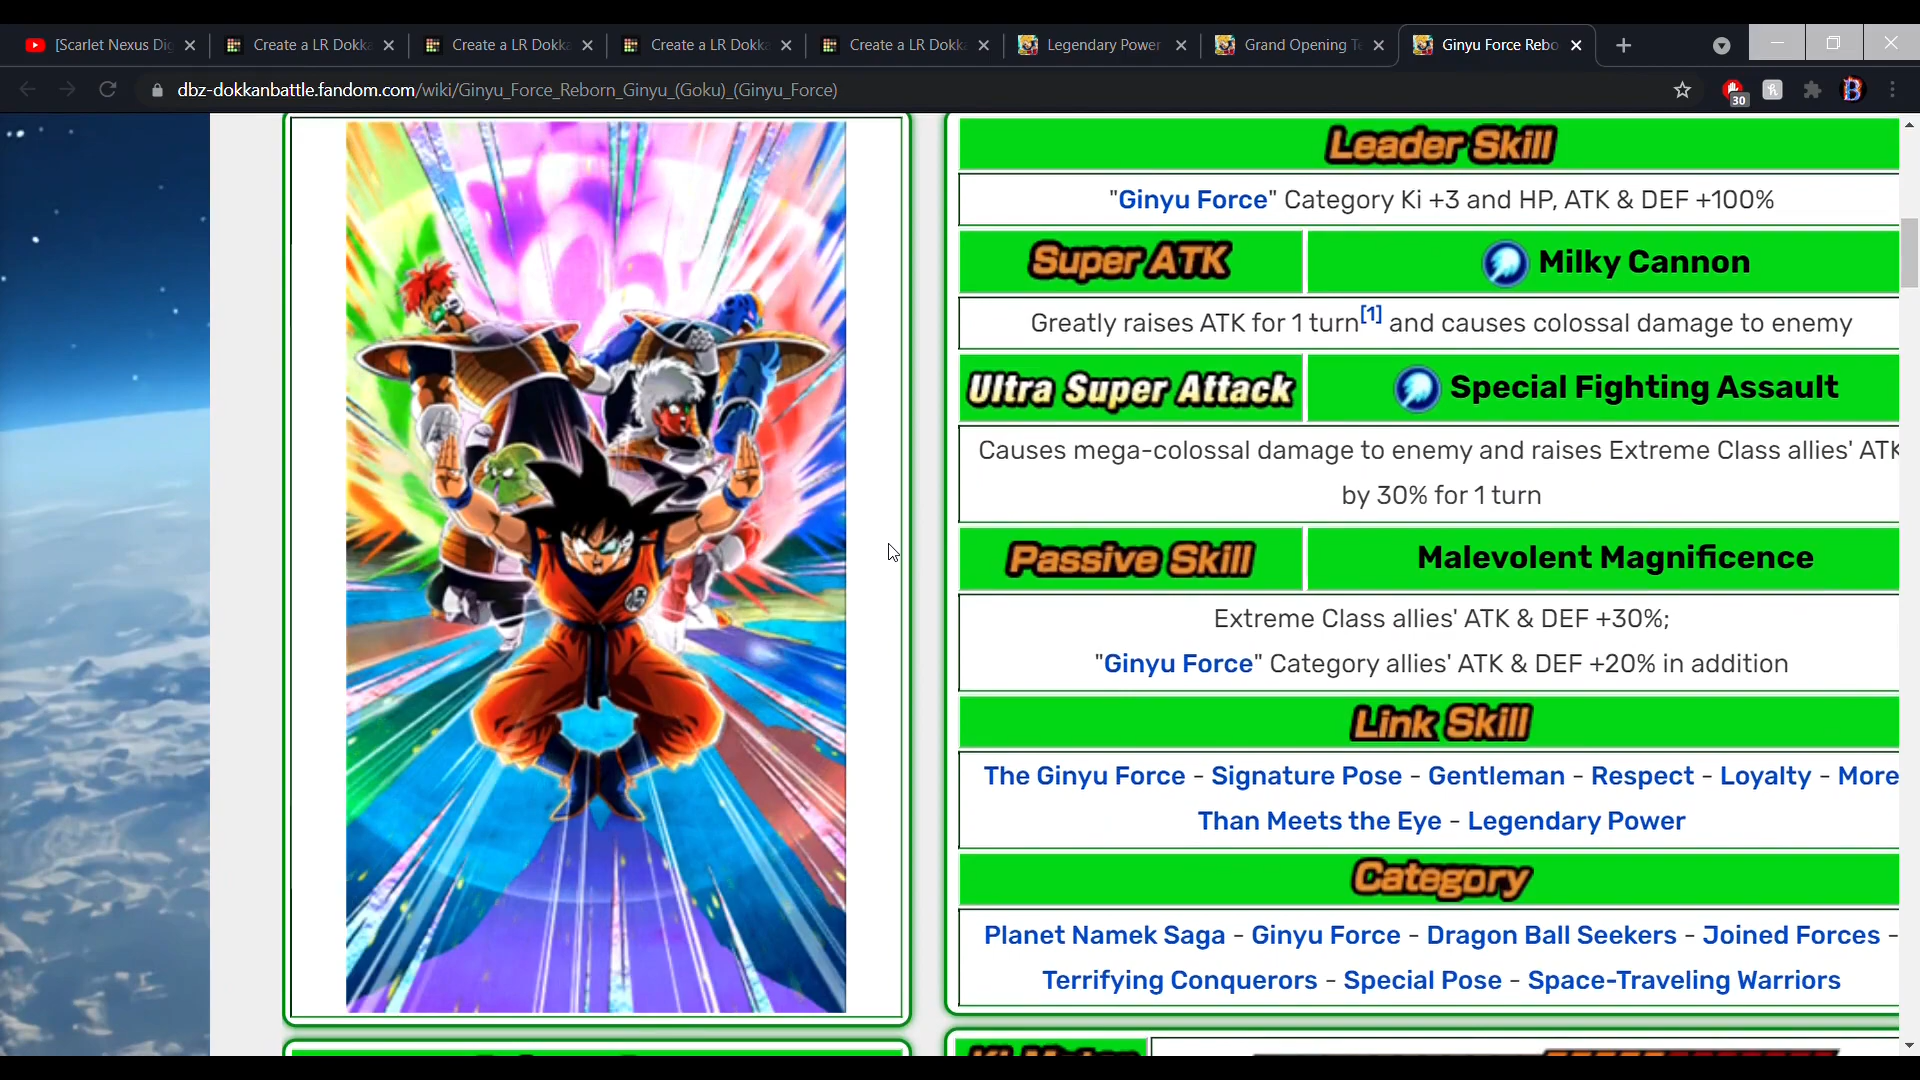 [Scarlet Nexus Dig
Create a LR Dokka
Create a LR Dokka
Create a LR Dokka
Create a LR Dokka
Legendary Power
Grand Opening Te
Ginyu Force Rebo
dbz-dokkanbattle.fandom.com/wiki/Ginyu_Force_Reborn_Ginyu_(Goku)_(Ginyu_Force)
30
Leader Skill
"Ginyu Force" Category Ki +3 and HP, ATK & DEF +100%
Super ATK
Milky Cannon
Greatly raises ATK for 1 turn[1] and causes colossal damage to enemy
Ultra Super Attack
Special Fighting Assault
Causes mega-colossal damage to enemy and raises Extreme Class allies' ATK
by 30% for 1 turn
Passive Skill
Malevolent Magnificence
Extreme Class allies' ATK & DEF +30%;
"Ginyu Force" Category allies' ATK & DEF +20% in addition
Link Skill
The Ginyu Force - Signature Pose - Gentleman - Respect - Loyalty - More
Than Meets the Eye - Legendary Power
Category
Planet Namek Saga - Ginyu Force - Dragon Ball Seekers - Joined Forces -
Terrifying Conquerors - Special Pose - Space-Traveling Warriors